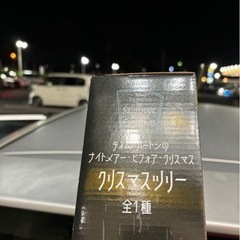 ティム・バートンの
ナイトメアー・ビフォア・クリスマス
クリスマスツリー
全1種